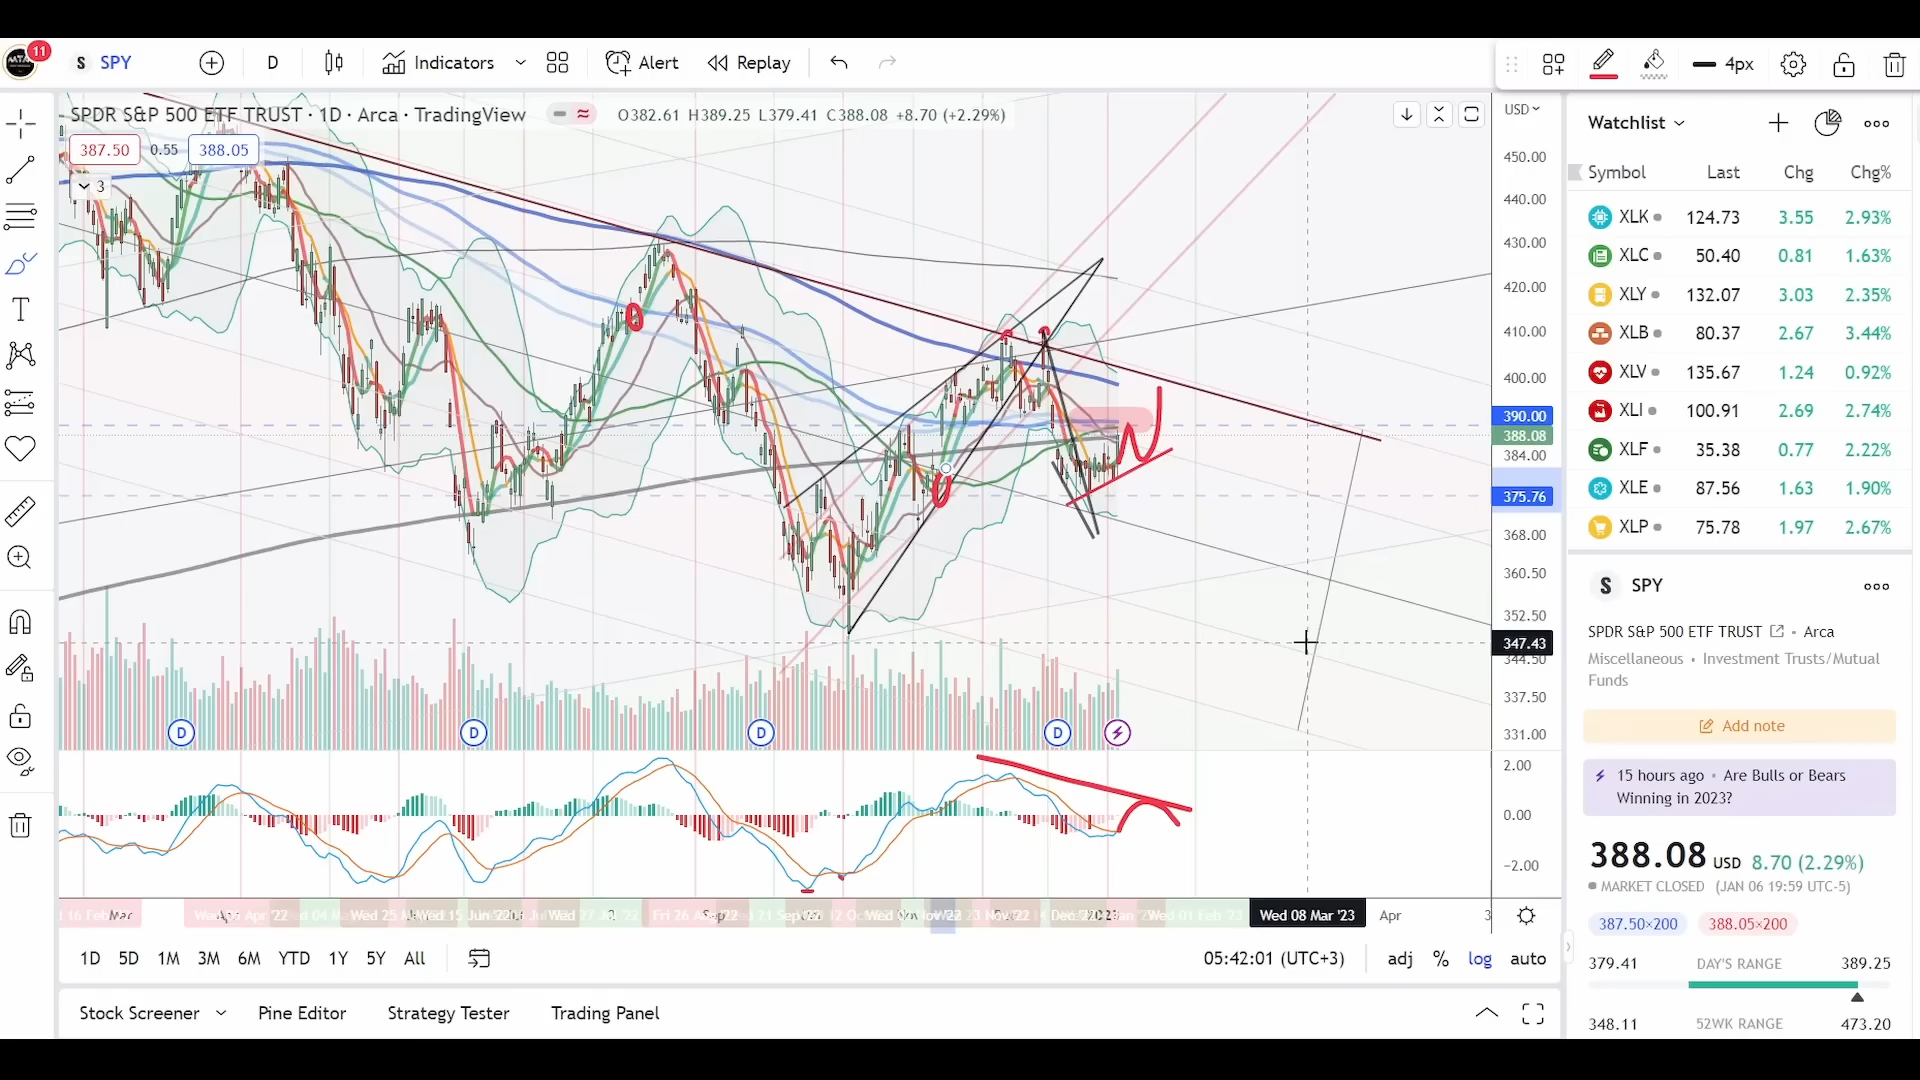 11
S SPY D Indicators Alert Replay 4px
SPDR S&P 500 ETF TRUST · 1D · Arca · TradingView O382.61 H389.25 L379.41 C388.08 +8.70 (+2.29%)
387.50 0.55 388.05
3
USD
450.00
440.00
430.00
420.00
410.00
400.00
390.00
388.08
384.00
375.76
368.00
360.50
352.50
347.43
344.50
337.50
331.00
2.00
0.00
−2.00
D D D D
Wed 08 Mar '23 Apr 3
1D 5D 1M 3M 6M YTD 1Y 5Y All 05:42:01 (UTC+3) adj % log auto
Stock Screener Pine Editor Strategy Tester Trading Panel
Watchlist
Symbol Last Chg Chg%
XLK 124.73 3.55 2.93%
XLC 50.40 0.81 1.63%
XLY 132.07 3.03 2.35%
XLB 80.37 2.67 3.44%
XLV 135.67 1.24 0.92%
XLI 100.91 2.69 2.74%
XLF 35.38 0.77 2.22%
XLE 87.56 1.63 1.90%
XLP 75.78 1.97 2.67%
S SPY
SPDR S&P 500 ETF TRUST • Arca
Miscellaneous • Investment Trusts/Mutual
Funds
Add note
15 hours ago • Are Bulls or Bears
Winning in 2023?
388.08 USD 8.70 (2.29%)
MARKET CLOSED (JAN 06 19:59 UTC-5)
387.50×200 388.05×200
379.41 DAY'S RANGE 389.25
348.11 52WK RANGE 473.20